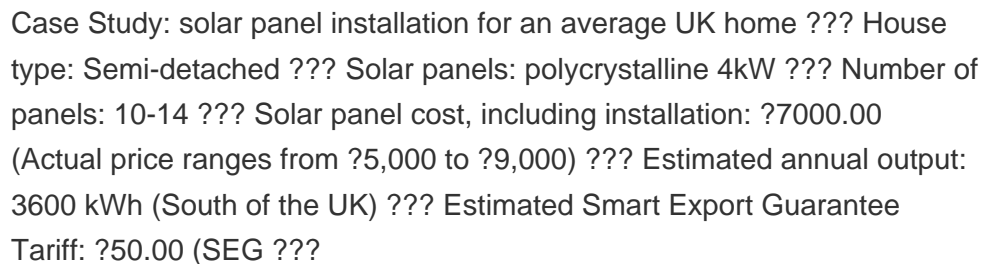 Case Study: solar panel installation for an average UK home ??? House
type: Semi-detached ??? Solar panels: polycrystalline 4kW ??? Number of
panels: 10-14 ??? Solar panel cost, including installation: ?7000.00
(Actual price ranges from ?5,000 to ?9,000) ??? Estimated annual output:
3600 kWh (South of the UK) ??? Estimated Smart Export Guarantee
Tariff: ?50.00 (SEG ???